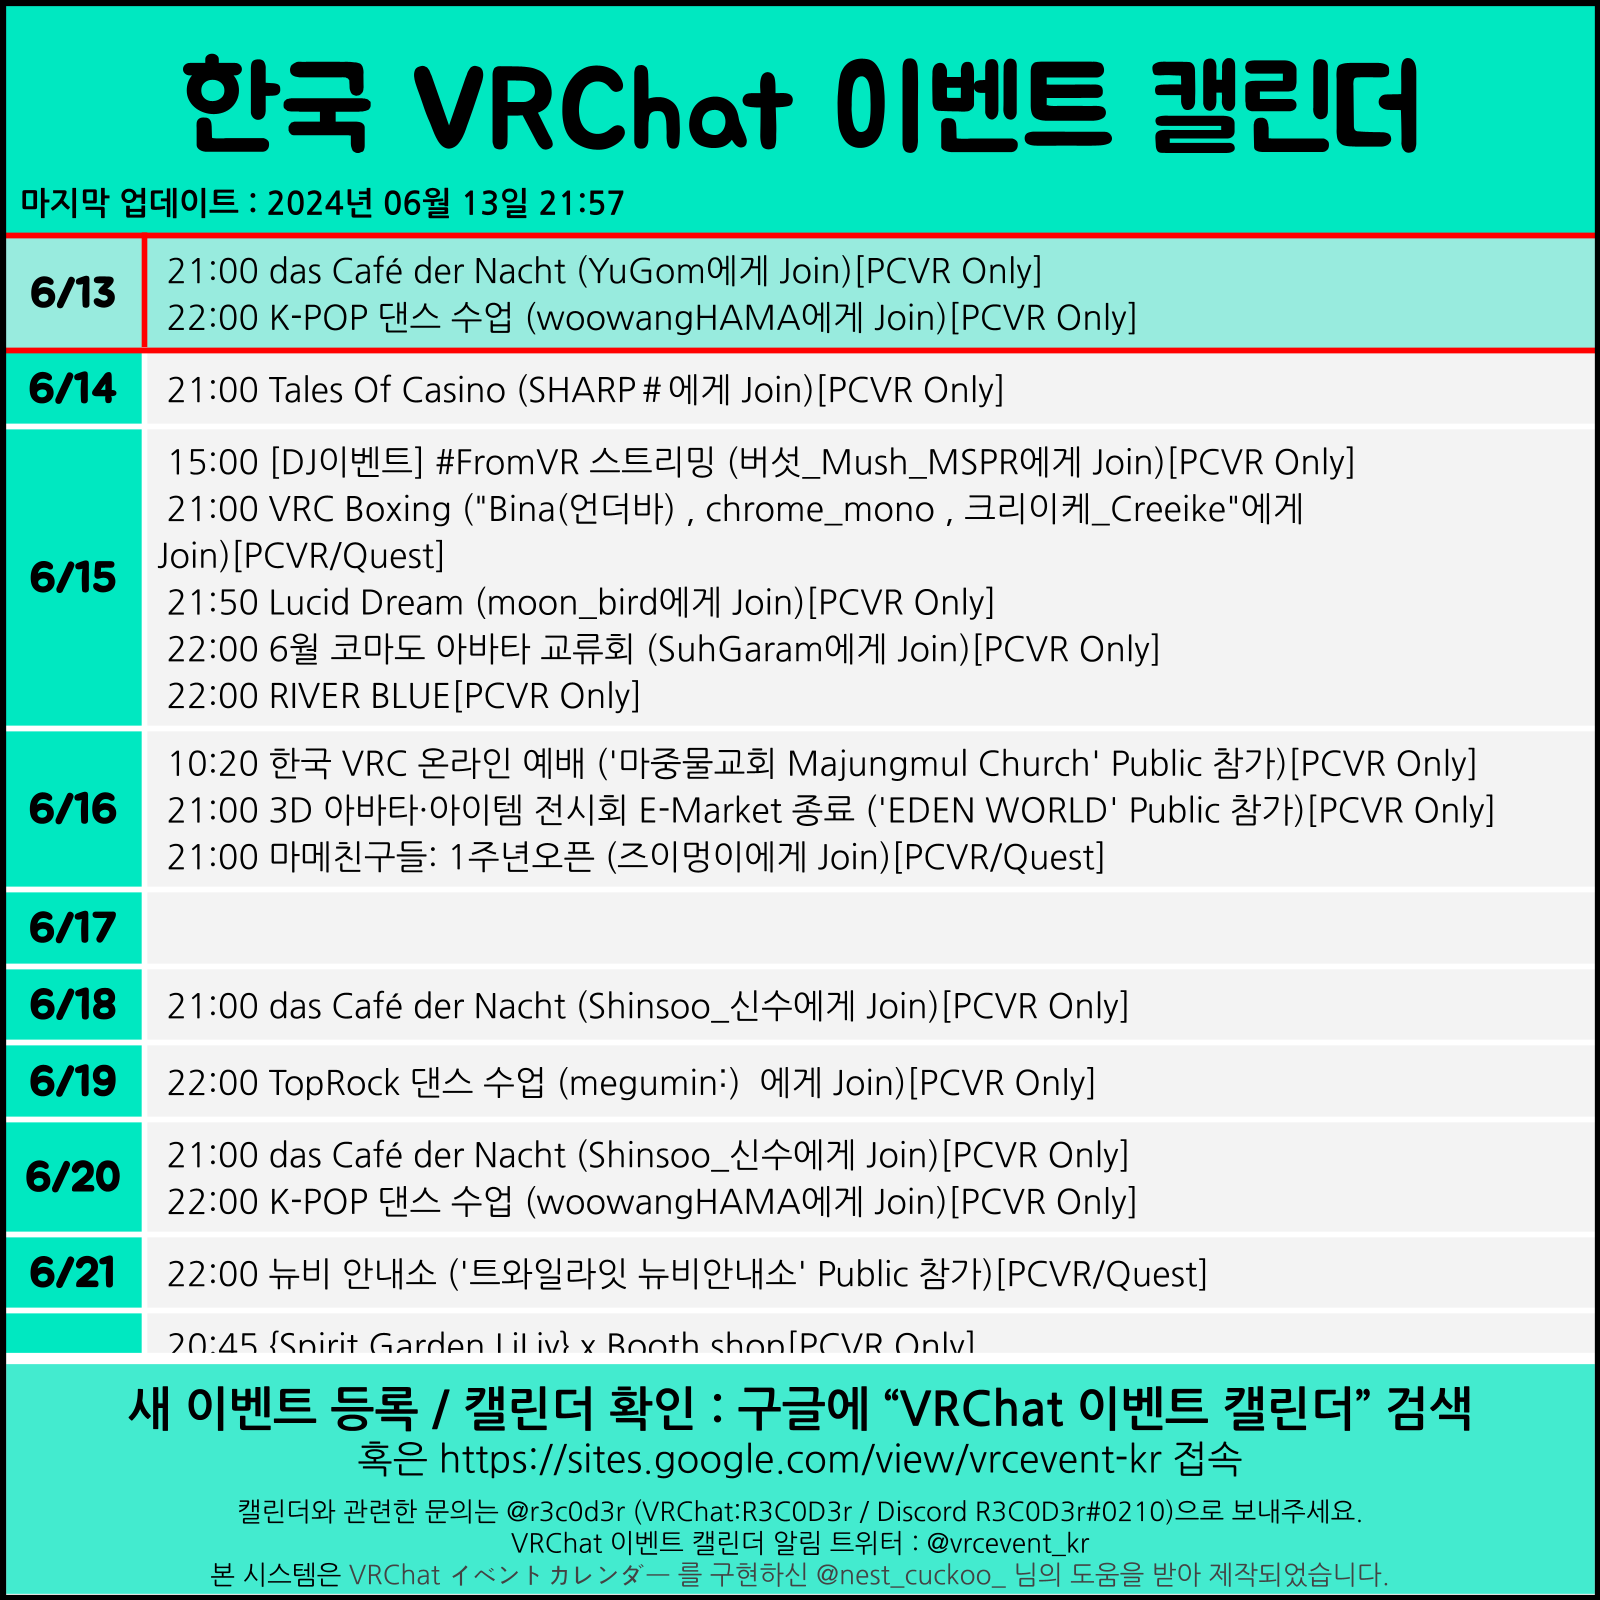 한국 VRChat 이벤트 캘린더
마지막 업데이트 : 2024년 06월 13일 21:57
6/13
21:00 das Café der Nacht (YuGom에게 Join)[PCVR Only]
22:00 K-POP 댄스 수업 (woowangHAMA에게 Join)[PCVR Only]
6/14
21:00 Tales Of Casino (SHARP＃에게 Join)[PCVR Only]
6/15
15:00 [DJ이벤트] #FromVR 스트리밍 (버섯_Mush_MSPR에게 Join)[PCVR Only]
21:00 VRC Boxing ("Bina(언더바) , chrome_mono , 크리이케_Creeike"에게
Join)[PCVR/Quest]
21:50 Lucid Dream (moon_bird에게 Join)[PCVR Only]
22:00 6월 코마도 아바타 교류회 (SuhGaram에게 Join)[PCVR Only]
22:00 RIVER BLUE[PCVR Only]
6/16
10:20 한국 VRC 온라인 예배 ('마중물교회 Majungmul Church' Public 참가)[PCVR Only]
21:00 3D 아바타·아이템 전시회 E-Market 종료 ('EDEN WORLD' Public 참가)[PCVR Only]
21:00 마메친구들: 1주년오픈 (즈이멍이에게 Join)[PCVR/Quest]
6/17
6/18
21:00 das Café der Nacht (Shinsoo_신수에게 Join)[PCVR Only]
6/19
22:00 TopRock 댄스 수업 (megumin:)  에게 Join)[PCVR Only]
6/20
21:00 das Café der Nacht (Shinsoo_신수에게 Join)[PCVR Only]
22:00 K-POP 댄스 수업 (woowangHAMA에게 Join)[PCVR Only]
6/21
22:00 뉴비 안내소 ('트와일라잇 뉴비안내소' Public 참가)[PCVR/Quest]
20:45 {Spirit Garden LiLiy} x Booth shop[PCVR Only]
새 이벤트 등록 / 캘린더 확인 : 구글에 “VRChat 이벤트 캘린더” 검색
혹은 https://sites.google.com/view/vrcevent-kr 접속
캘린더와 관련한 문의는 @r3c0d3r (VRChat:R3C0D3r / Discord R3C0D3r#0210)으로 보내주세요.
VRChat 이벤트 캘린더 알림 트위터 : @vrcevent_kr
본 시스템은 VRChat イベントカレンダー 를 구현하신 @nest_cuckoo_ 님의 도움을 받아 제작되었습니다.